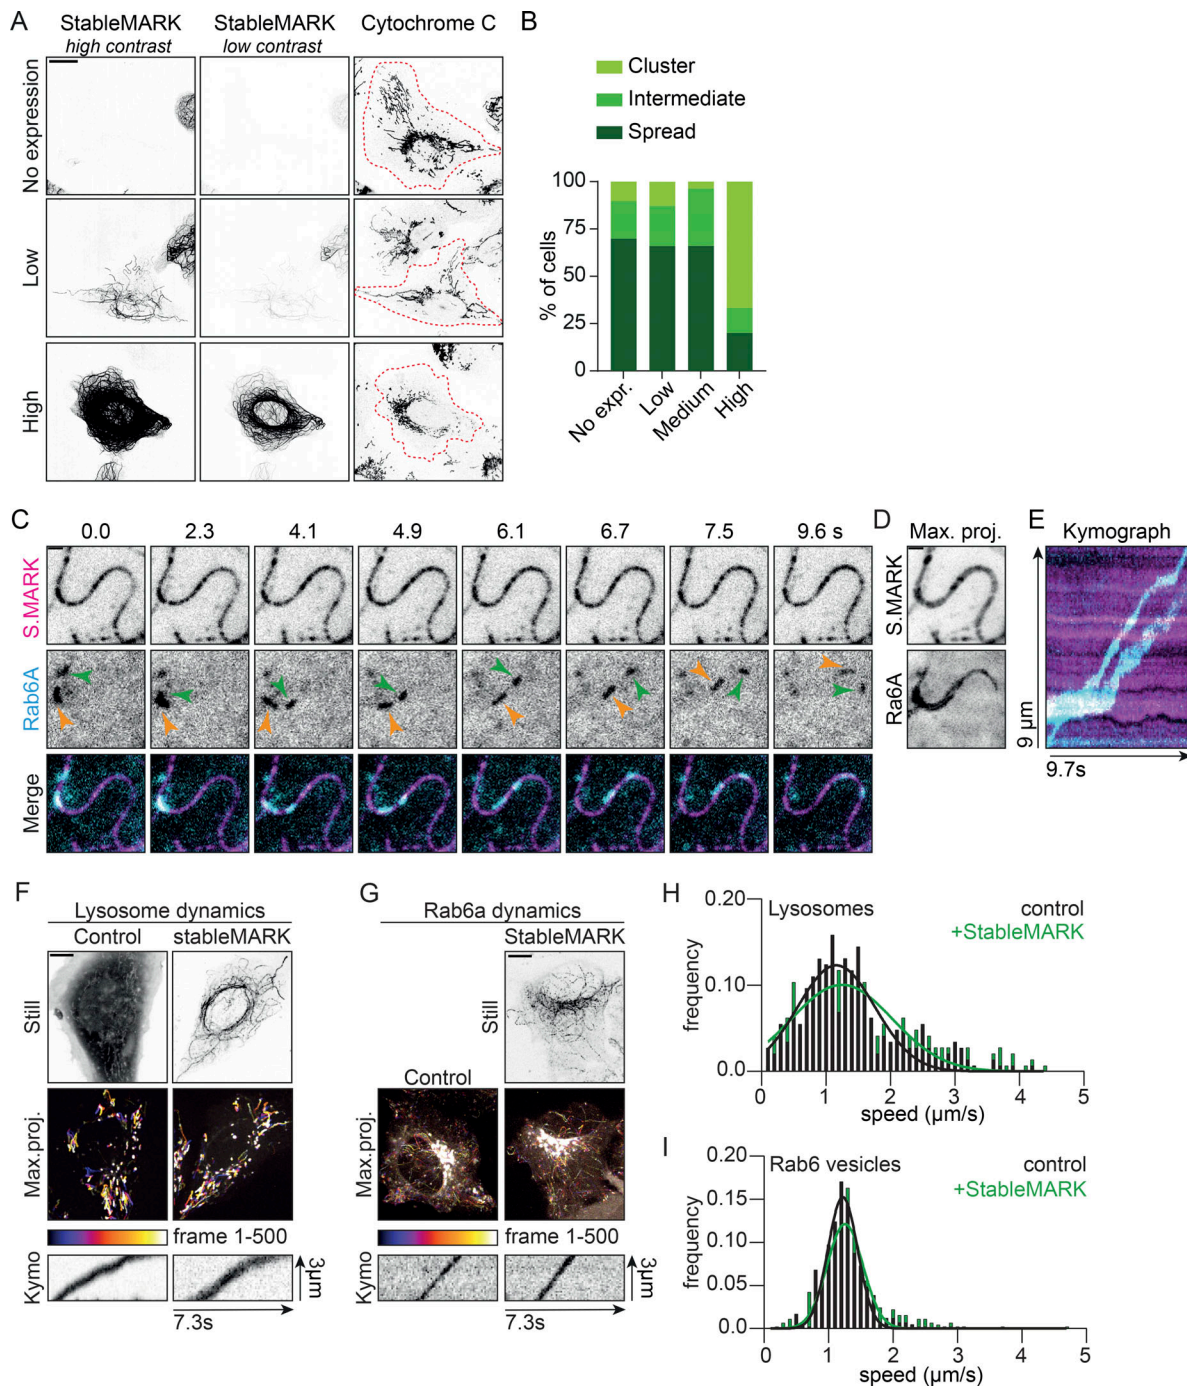 A
StableMARK
high contrast
StableMARK
low contrast
Cytochrome C
No expression
Low
High
B
Cluster
Intermediate
Spread
% of cells
100
75
50
25
0
No expr.
Low
Medium
High
C
0.0
2.3
4.1
4.9
6.1
6.7
7.5
9.6 s
S.MARK
Rab6A
Merge
D
Max. proj.
S.MARK
Ra6A
E
Kymograph
9 µm
9.7s
F
Lysosome dynamics
Control
stableMARK
Still
Max.proj.
frame 1-500
Kymo
3µm
7.3s
G
Rab6a dynamics
StableMARK
Still
Control
Max.proj.
frame 1-500
Kymo
3µm
7.3s
H
Lysosomes
control
+StableMARK
frequency
0.20
0.10
0.0
0
1
2
3
4
5
speed (µm/s)
I
Rab6 vesicles
control
+StableMARK
frequency
0.20
0.15
0.10
0.05
0.0
0
1
2
3
4
5
speed (µm/s)